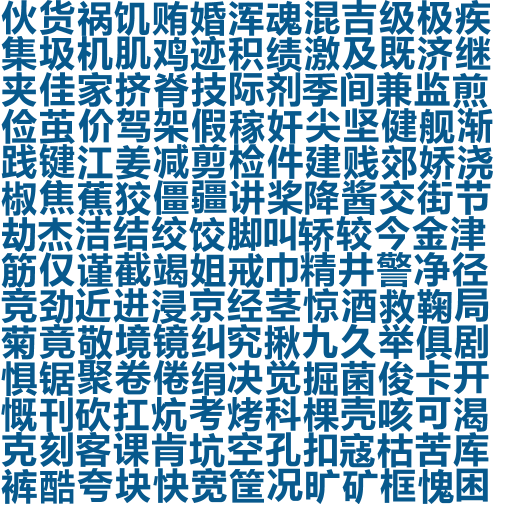 伙货祸饥贿婚浑魂混吉级极疾
集圾机肌鸡迹积绩激及既济继
夹佳家挤脊技际剂季间兼监煎
俭茧价驾架假稼奸尖坚健舰渐
践键江姜减剪检件建贱郊娇浇
椒焦蕉狡僵疆讲桨降酱交街节
劫杰洁结绞饺脚叫轿较今金津
筋仅谨截竭姐戒巾精井警净径
竞劲近进浸京经茎惊酒救鞠局
菊竟敬境镜纠究揪九久举俱剧
惧锯聚卷倦绢决觉掘菌俊卡开
慨刊砍扛炕考烤科棵壳咳可渴
克刻客课肯坑空孔扣寇枯苦库
裤酷夸块快宽筐况旷矿框愧困